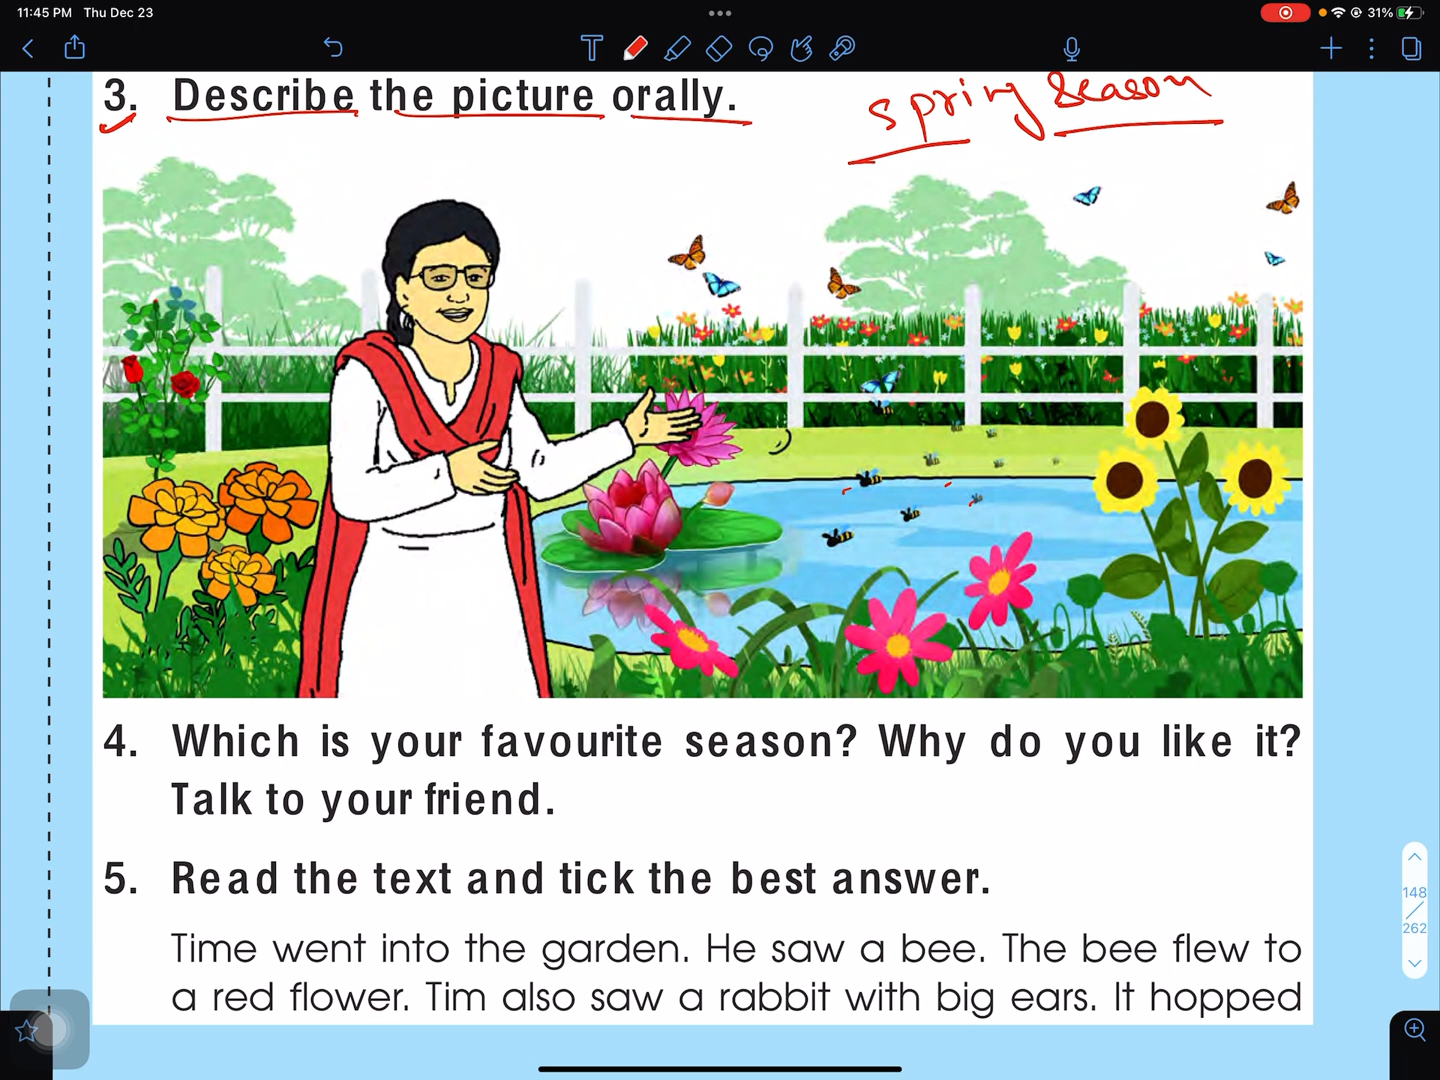 11:45 PM Thu Dec 23
31%
3. Describe the picture orally.
spring season
4. Which is your favourite season? Why do you like it?
Talk to your friend.
5. Read the text and tick the best answer.
Time went into the garden. He saw a bee. The bee flew to
a red flower. Tim also saw a rabbit with big ears. It hopped
148
262